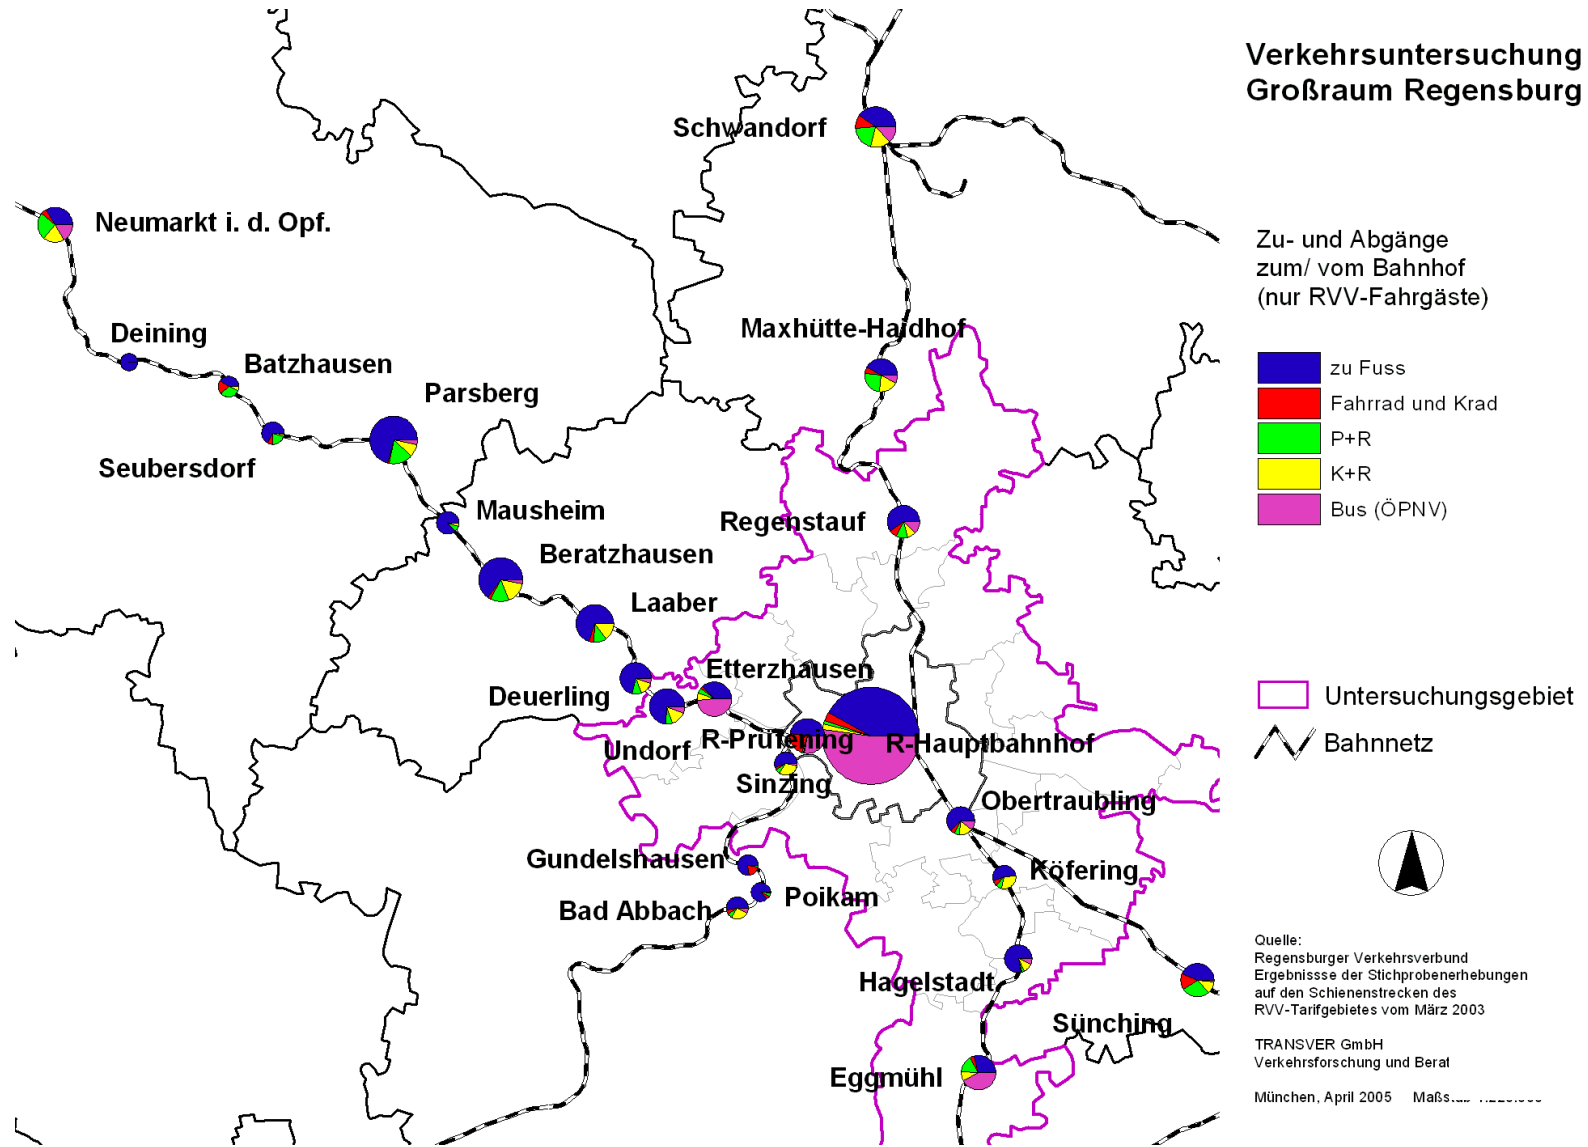 Verkehrsuntersuchung
Großraum Regensburg
Schwandorf
Neumarkt i. d. Opf.
Zu- und Abgänge
zum/ vom Bahnhof
(nur RVV-Fahrgäste)
Deining
Maxhütte-Haidhof
Batzhausen
Parsberg
zu Fuss
Fahrrad und Krad
P+R
K+R
Bus (ÖPNV)
Seubersdorf
Mausheim
Regenstauf
Beratzhausen
Laaber
Etterzhausen
Deuerling
Untersuchungsgebiet
Undorf
R-Prüfening
R-Hauptbahnhof
Bahnnetz
Sinzing
Obertraubling
Gundelshausen
Köfering
Poikam
Bad Abbach
Hagelstadt
Sünching
Eggmühl
Quelle:
Regensburger Verkehrsverbund
Ergebnissse der Stichprobenerhebungen
auf den Schienenstrecken des
RVV-Tarifgebietes vom März 2003
TRANSVER GmbH
Verkehrsforschung und Berat
München, April 2005